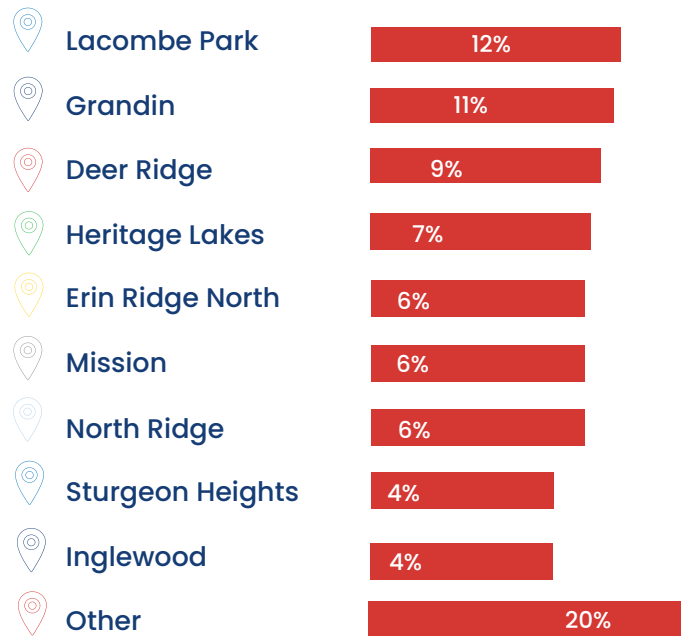 Lacombe Park 12%
Grandin 11%
Deer Ridge 9%
Heritage Lakes 7%
Erin Ridge North 6%
Mission 6%
North Ridge 6%
Sturgeon Heights 4%
Inglewood 4%
Other 20%